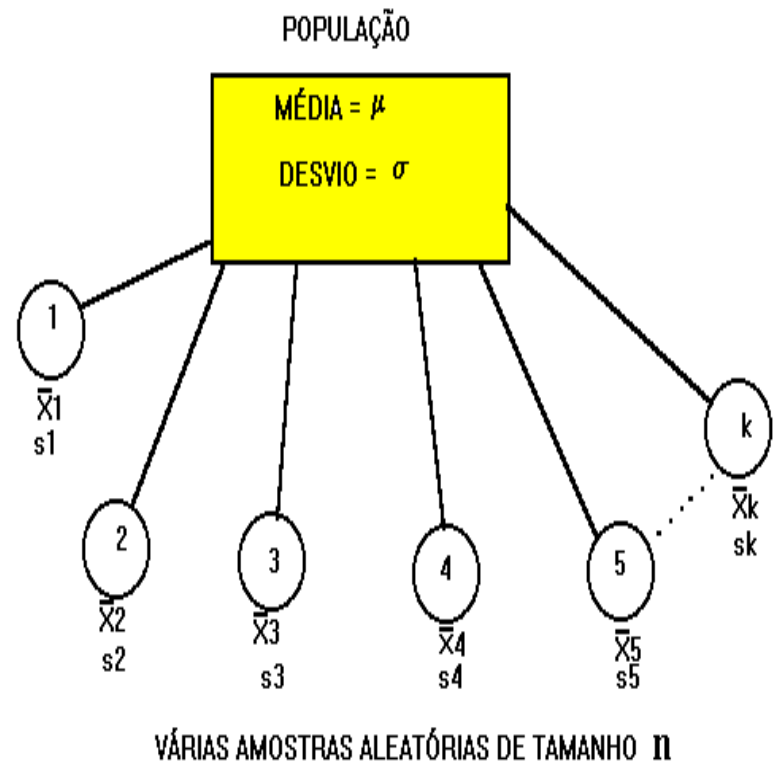 POPULAÇÃO
MÉDIA = μ
DESVIO = σ
1
X̄1
s1
2
X̄2
s2
3
X̄3
s3
4
X̄4
s4
5
X̄5
s5
k
X̄k
sk
VÁRIAS AMOSTRAS ALEATÓRIAS DE TAMANHO n